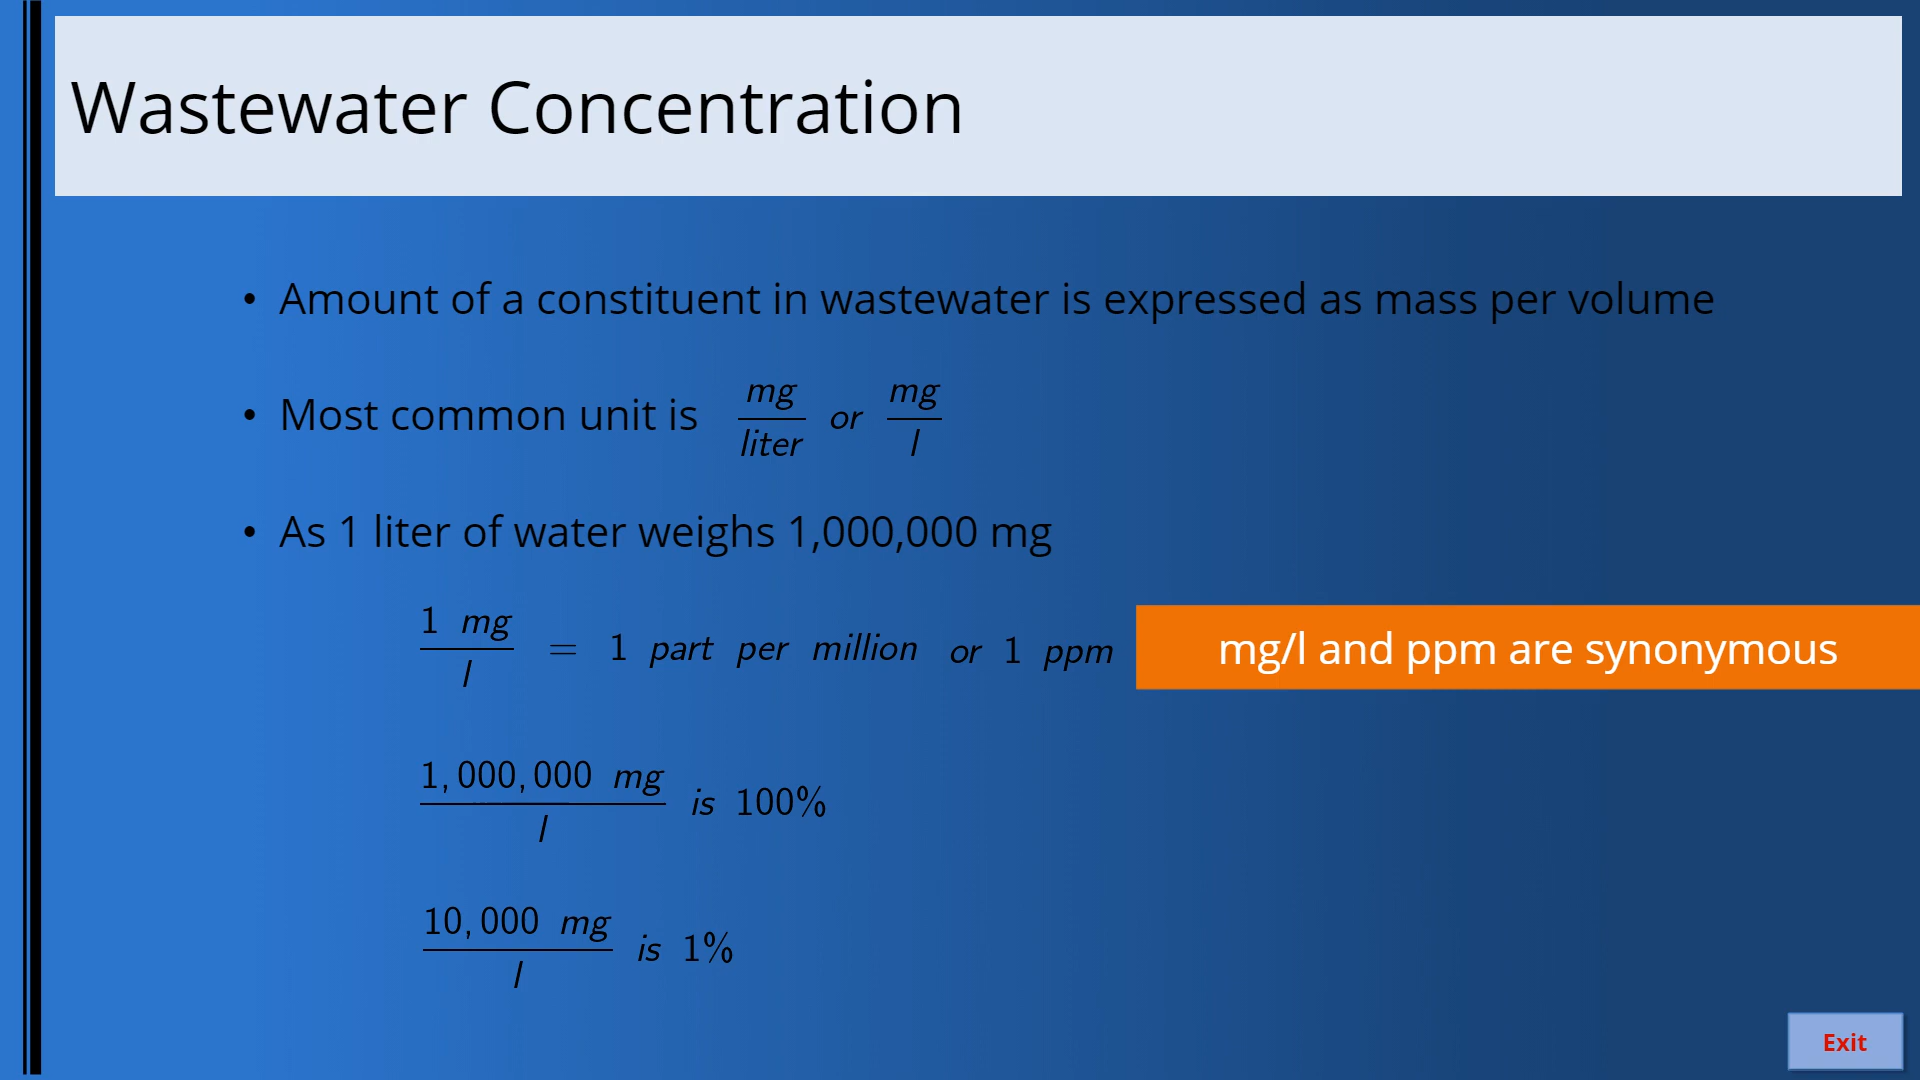 Wastewater Concentration
• Amount of a constituent in wastewater is expressed as mass per volume
• Most common unit is mg/liter or mg/l
• As 1 liter of water weighs 1,000,000 mg
1 mg/l = 1 part per million or 1 ppm
mg/l and ppm are synonymous
1,000,000 mg/l is 100%
10,000 mg/l is 1%
Exit